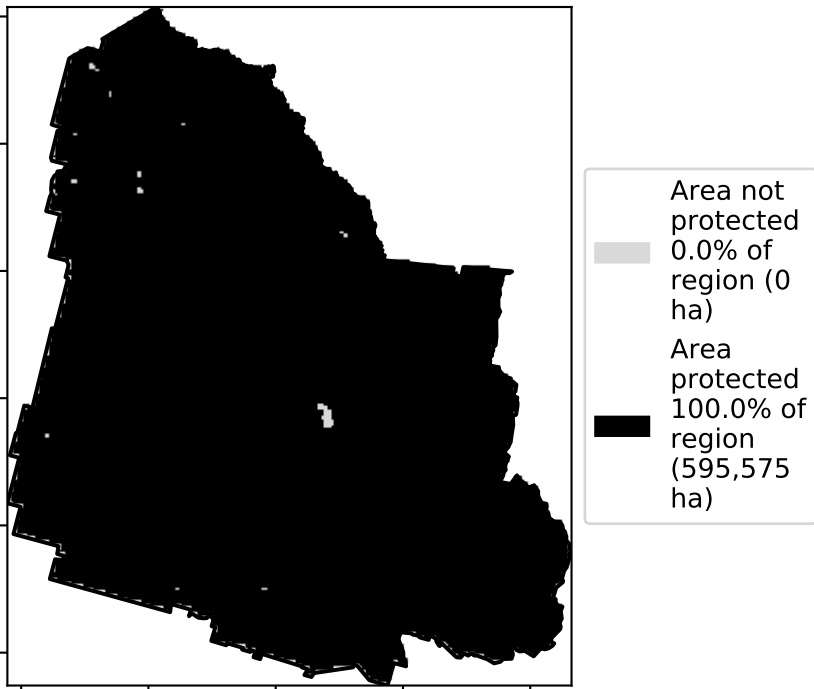 Area not
protected
0.0% of
region (0
ha)
Area
protected
100.0% of
region
(595,575
ha)